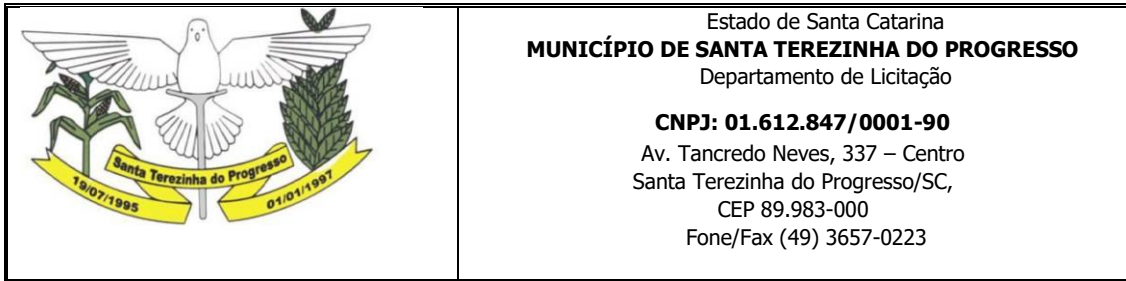 19/07/1995
Santa Terezinha do Progresso
01/01/1997
Estado de Santa Catarina
MUNICÍPIO DE SANTA TEREZINHA DO PROGRESSO
Departamento de Licitação
CNPJ: 01.612.847/0001-90
Av. Tancredo Neves, 337 – Centro
Santa Terezinha do Progresso/SC,
CEP 89.983-000
Fone/Fax (49) 3657-0223